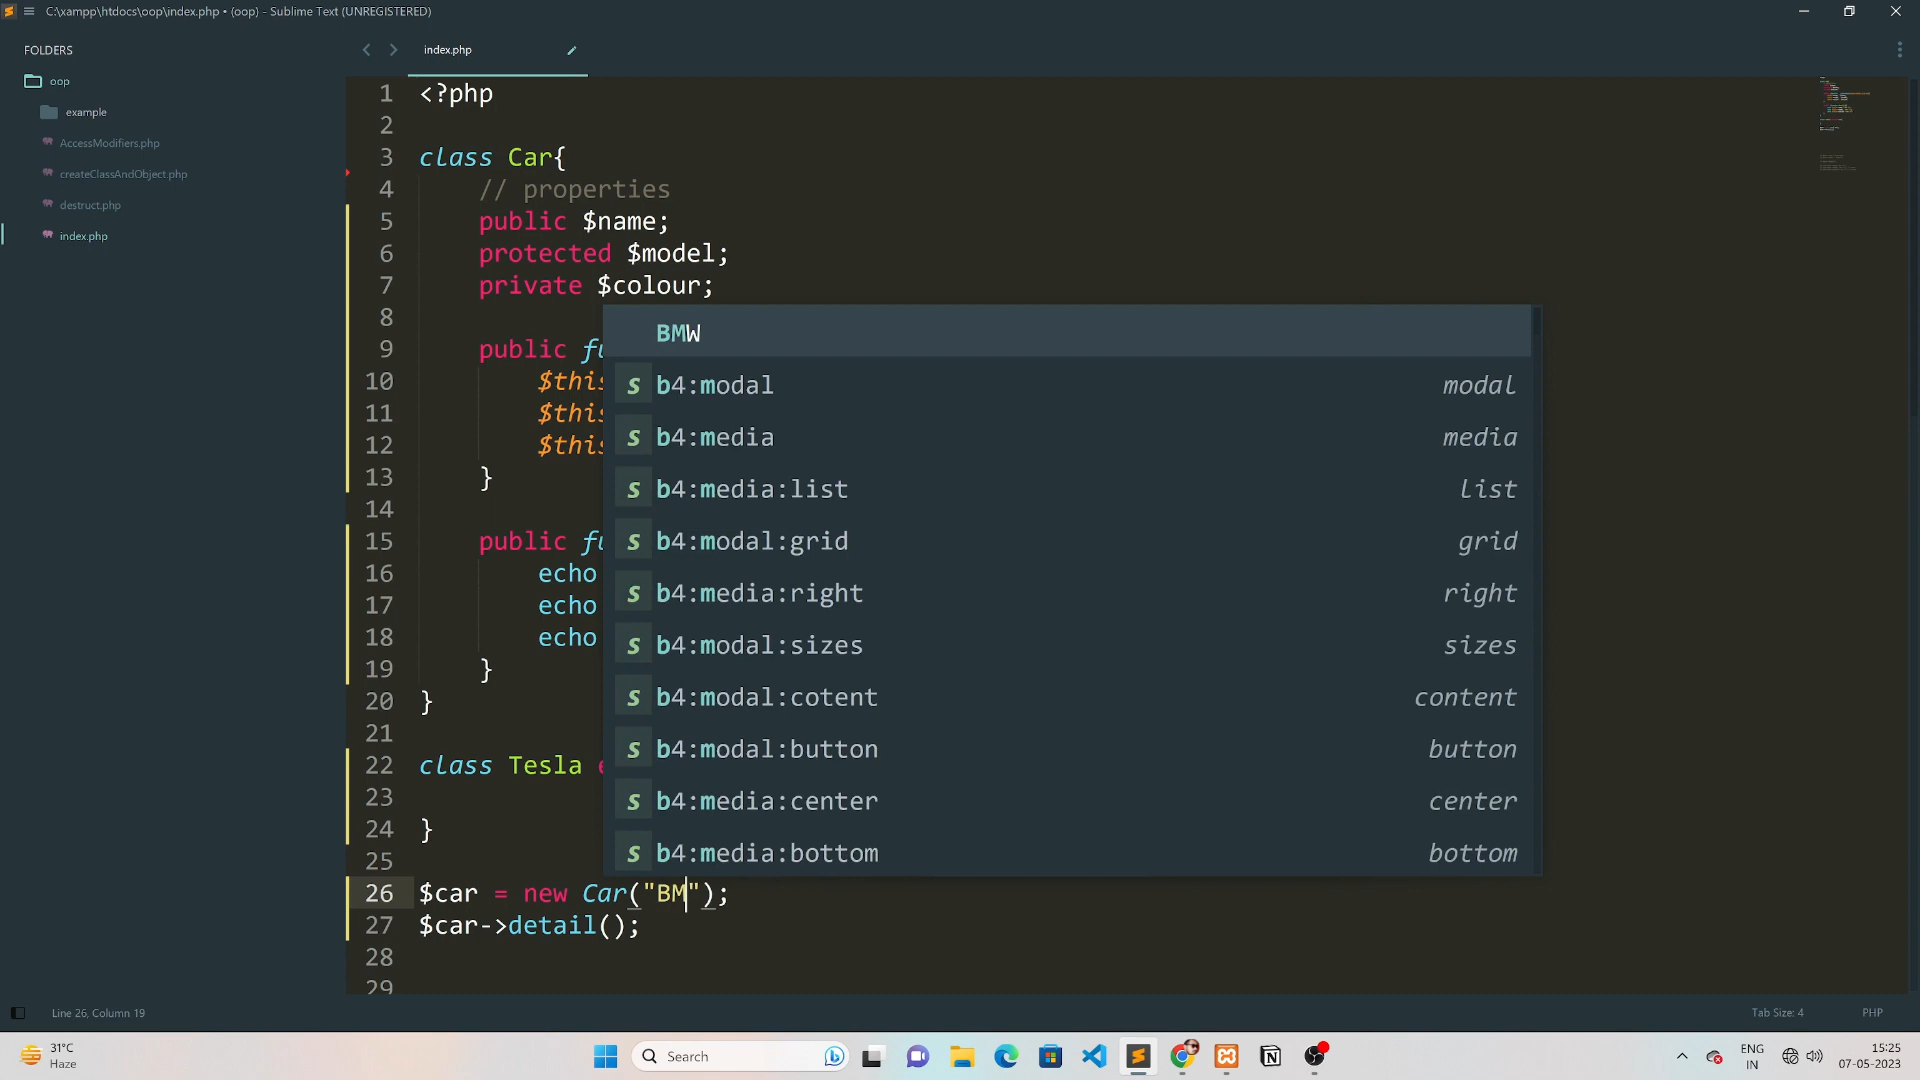 C:\xampp\htdocs\oop\index.php • (oop) - Sublime Text (UNREGISTERED)
FOLDERS
oop
example
AccessModifiers.php
createClassAndObject.php
destruct.php
index.php
index.php
1 <?php
2
3 class Car{
4 // properties
5 public $name;
6 protected $model;
7 private $colour;
8
9 public fu
10 $this
11 $this
12 $this
13 }
14
15 public fu
16 echo
17 echo
18 echo
19 }
20 }
21
22 class Tesla e
23
24 }
25
26 $car = new Car("BM");
27 $car->detail();
28
29
BMW
b4:modal modal
b4:media media
b4:media:list list
b4:modal:grid grid
b4:media:right right
b4:modal:sizes sizes
b4:modal:cotent content
b4:modal:button button
b4:media:center center
b4:media:bottom bottom
Line 26, Column 19
Tab Size: 4
PHP
31°C
Haze
Search
ENG
IN
15:25
07-05-2023